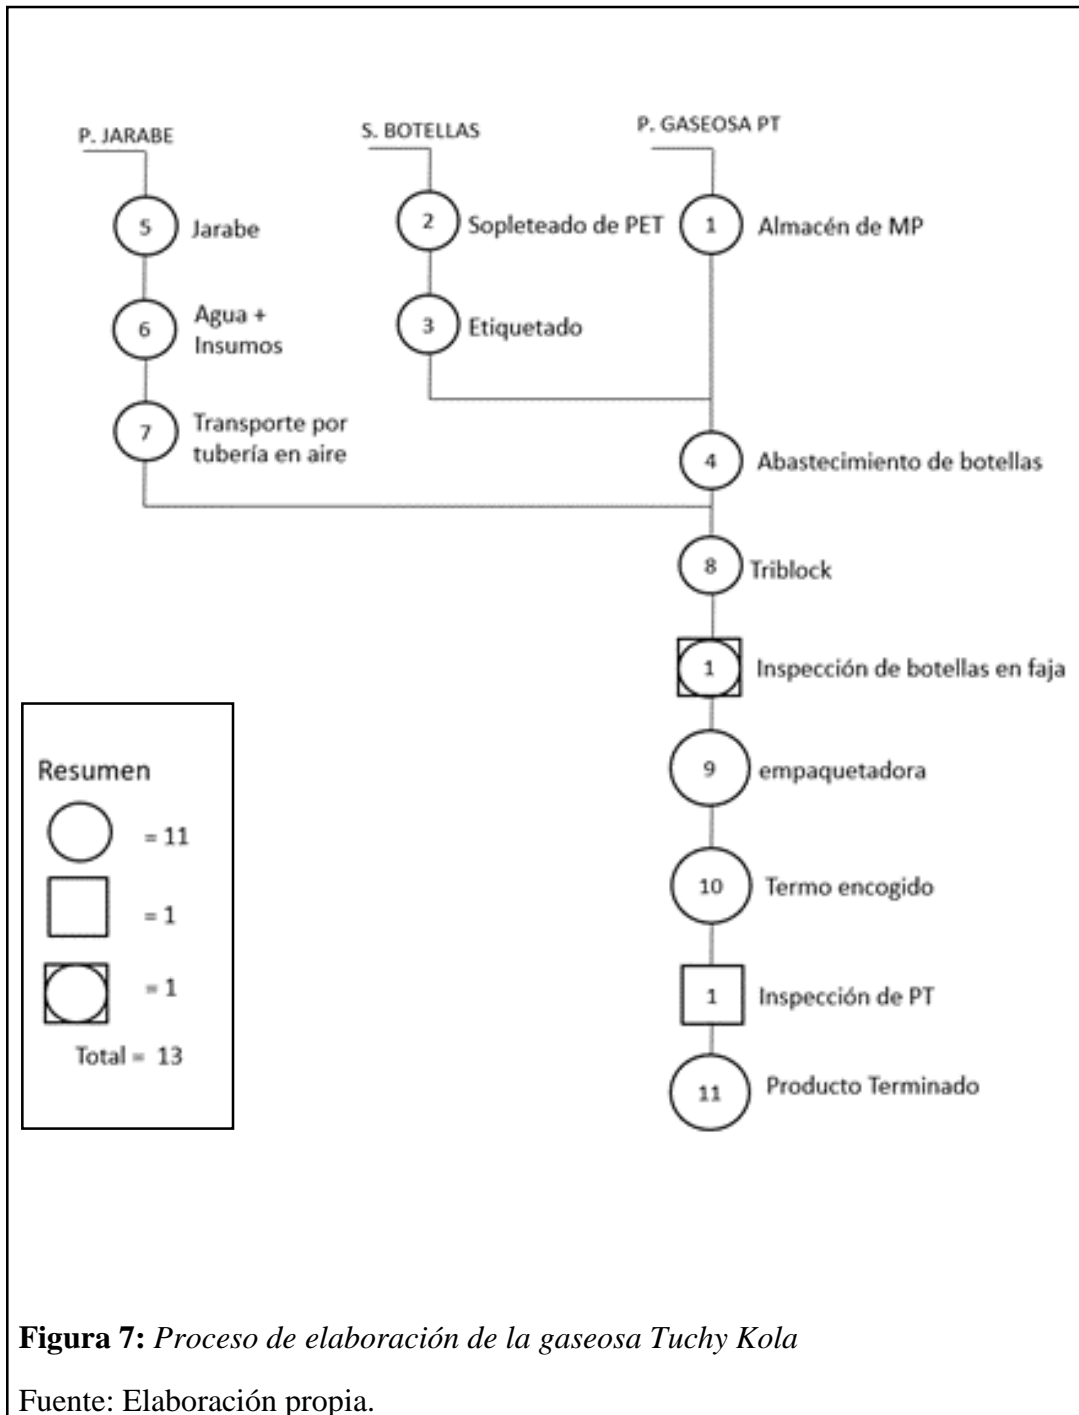 P. JARABE
S. BOTELLAS
P. GASEOSA PT
5 Jarabe
2 Sopleteado de PET
1 Almacén de MP
6 Agua +
Insumos
3 Etiquetado
7 Transporte por
tubería en aire
4 Abastecimiento de botellas
8 Triblock
1 Inspección de botellas en faja
9 empaquetadora
10 Termo encogido
1 Inspección de PT
11 Producto Terminado
Resumen
= 11
= 1
= 1
Total = 13
Figura 7: Proceso de elaboración de la gaseosa Tuchy Kola
Fuente: Elaboración propia.